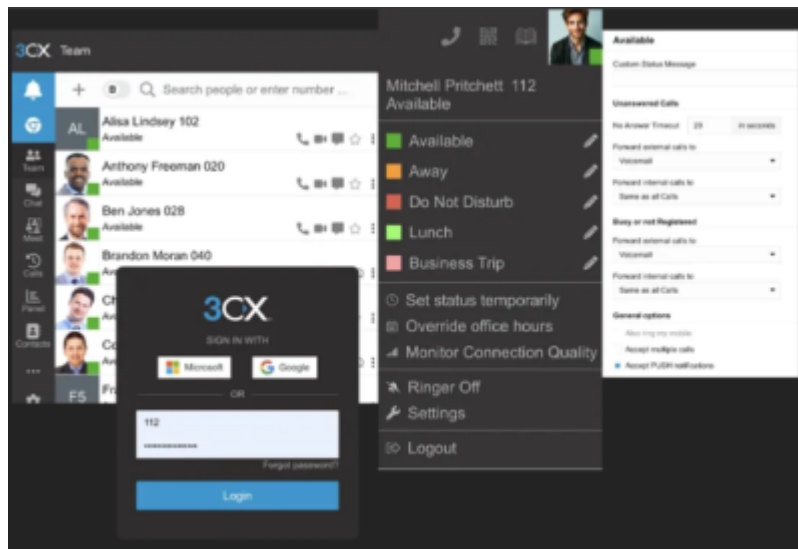 3CX Team
Search people or enter number ...
AL
Alisa Lindsey 102
Available
Anthony Freeman 020
Available
Ben Jones 028
Available
Brandon Moran 040
Team
Chat
Meet
Calls
Panel
Contacts
F5
3CX
SIGN IN WITH
Microsoft
Google
OR
112
Forgot password?
Login
Mitchell Pritchett 112
Available
Available
Away
Do Not Disturb
Lunch
Business Trip
Set status temporarily
Override office hours
Monitor Connection Quality
Ringer Off
Settings
Logout
Available
Custom Status Message
Unanswered Calls
No Answer Timeout
in seconds
Forward external calls to
Voicemail
Forward internal calls to
Same as all Calls
Busy or not Registered
Forward external calls to
Voicemail
Forward internal calls to
Same as all Calls
General options
Also ring my mobile
Accept multiple calls
Accept PUSH notifications